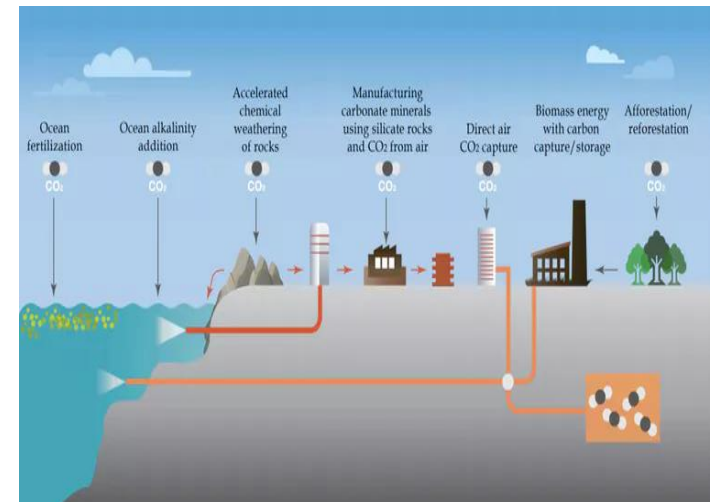 Ocean
fertilization
CO₂
Ocean alkalinity
addition
CO₂
Accelerated
chemical
weathering
of rocks
CO₂
Manufacturing
carbonate minerals
using silicate rocks
and CO₂ from air
CO₂
Direct air
CO₂ capture
CO₂
Biomass energy
with carbon
capture/storage
Afforestation/
reforestation
CO₂